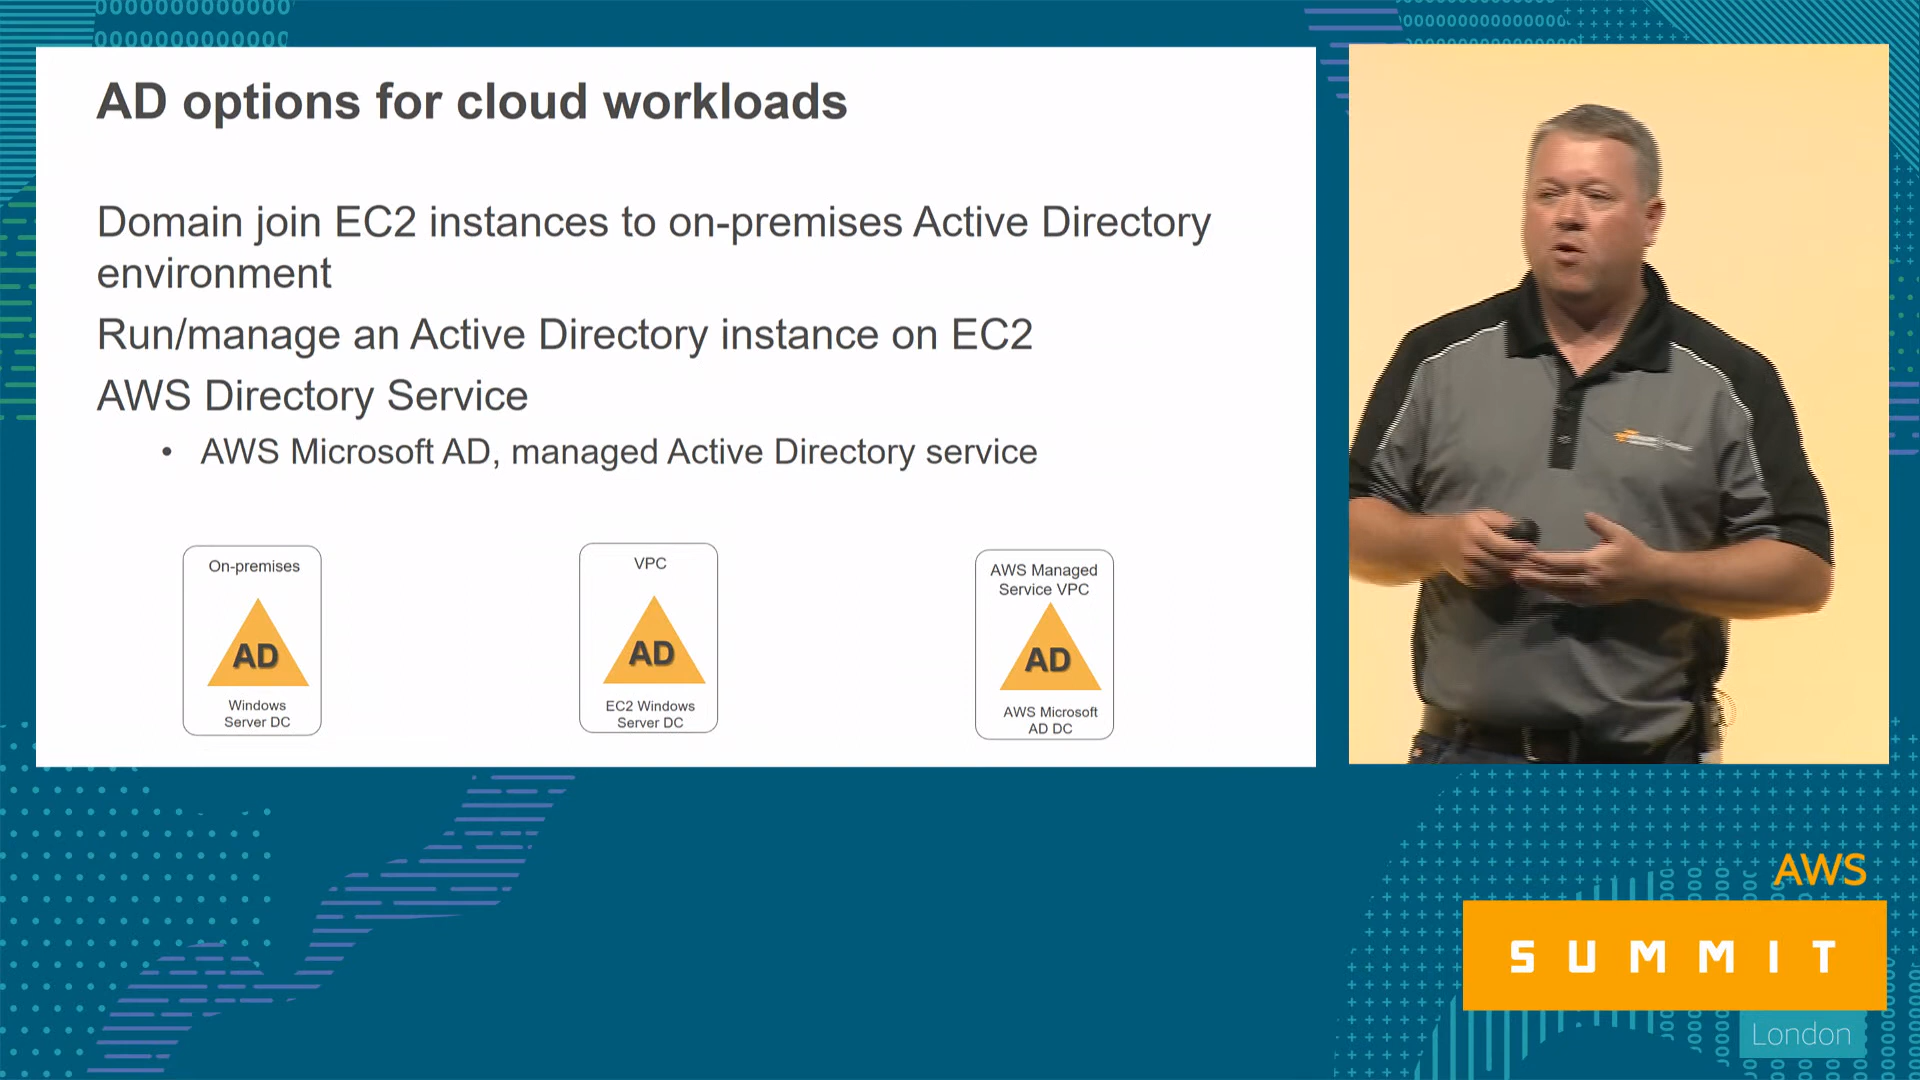 AD options for cloud workloads
Domain join EC2 instances to on-premises Active Directory
environment
Run/manage an Active Directory instance on EC2
AWS Directory Service
• AWS Microsoft AD, managed Active Directory service
On-premises
AD
Windows
Server DC
VPC
AD
EC2 Windows
Server DC
AWS Managed
Service VPC
AD
AWS Microsoft
AD DC
AWS
SUMMIT
London